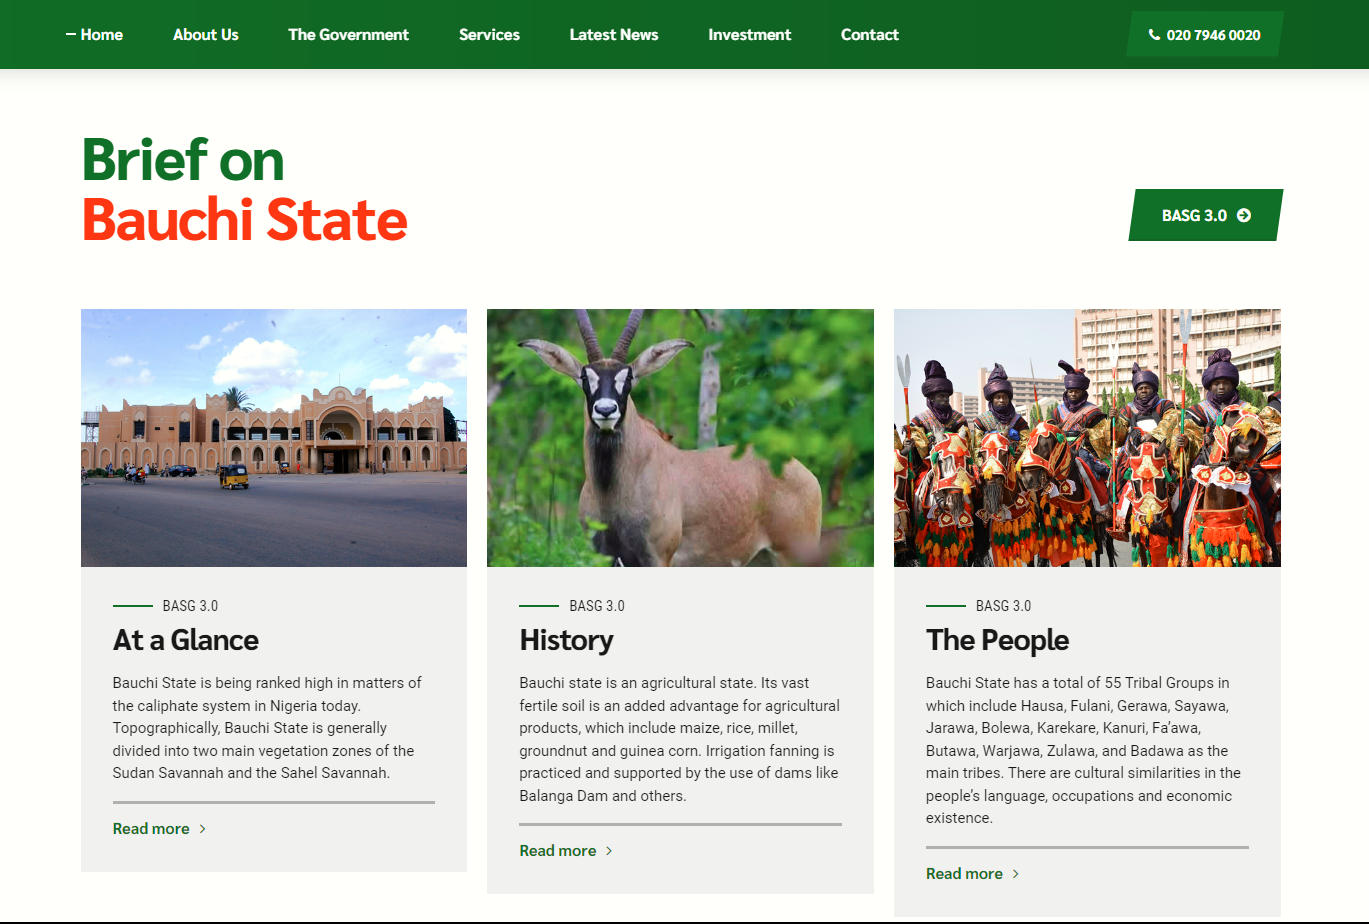 Home
About Us
The Government
Services
Latest News
Investment
Contact
020 7946 0020
Brief on
Bauchi State
BASG 3.0
BASG 3.0
At a Glance
Bauchi State is being ranked high in matters of
the caliphate system in Nigeria today.
Topographically, Bauchi State is generally
divided into two main vegetation zones of the
Sudan Savannah and the Sahel Savannah.
Read more
BASG 3.0
History
Bauchi state is an agricultural state. Its vast
fertile soil is an added advantage for agricultural
products, which include maize, rice, millet,
groundnut and guinea corn. Irrigation fanning is
practiced and supported by the use of dams like
Balanga Dam and others.
Read more
BASG 3.0
The People
Bauchi State has a total of 55 Tribal Groups in
which include Hausa, Fulani, Gerawa, Sayawa,
Jarawa, Bolewa, Karekare, Kanuri, Fa’awa,
Butawa, Warjawa, Zulawa, and Badawa as the
main tribes. There are cultural similarities in the
people’s language, occupations and economic
existence.
Read more